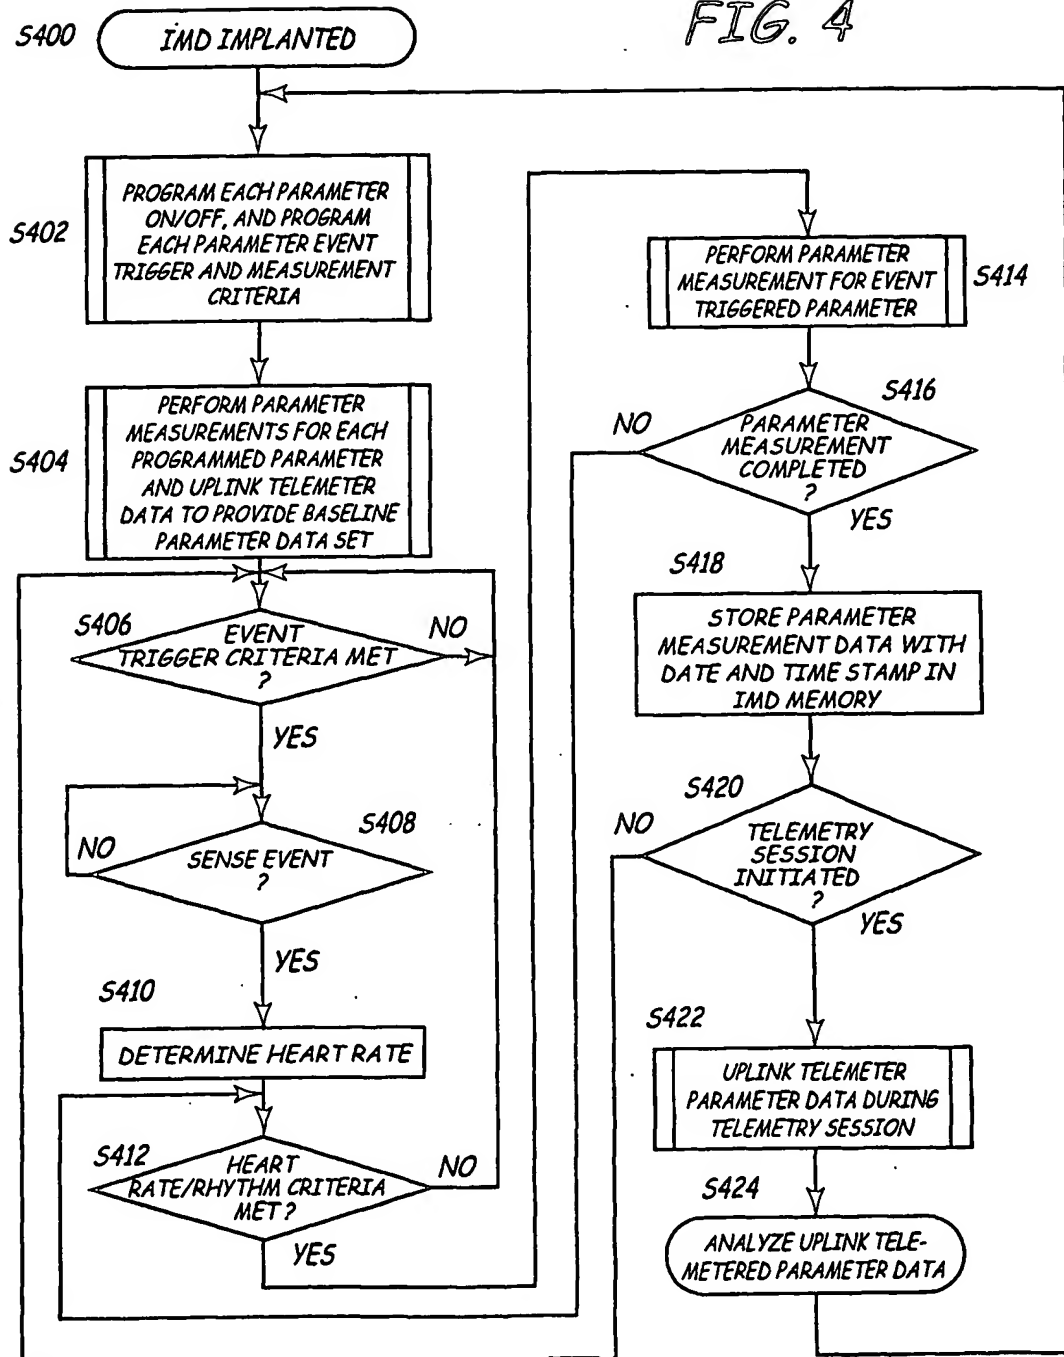 FIG. 4
S400
IMD IMPLANTED
S402
PROGRAM EACH PARAMETER
ON/OFF, AND PROGRAM
EACH PARAMETER EVENT
TRIGGER AND MEASUREMENT
CRITERIA
S404
PERFORM PARAMETER
MEASUREMENTS FOR EACH
PROGRAMMED PARAMETER
AND UPLINK TELEMETER
DATA TO PROVIDE BASELINE
PARAMETER DATA SET
S406
EVENT
TRIGGER CRITERIA MET
?
NO
YES
S408
SENSE EVENT
?
NO
YES
S410
DETERMINE HEART RATE
S412
HEART
RATE/RHYTHM CRITERIA
MET?
NO
YES
PERFORM PARAMETER
MEASUREMENT FOR EVENT
TRIGGERED PARAMETER
S414
S416
PARAMETER
MEASUREMENT
COMPLETED
?
NO
YES
S418
STORE PARAMETER
MEASUREMENT DATA WITH
DATE AND TIME STAMP IN
IMD MEMORY
S420
TELEMETRY
SESSION
INITIATED
?
NO
YES
S422
UPLINK TELEMETER
PARAMETER DATA DURING
TELEMETRY SESSION
S424
ANALYZE UPLINK TELE-
METERED PARAMETER DATA